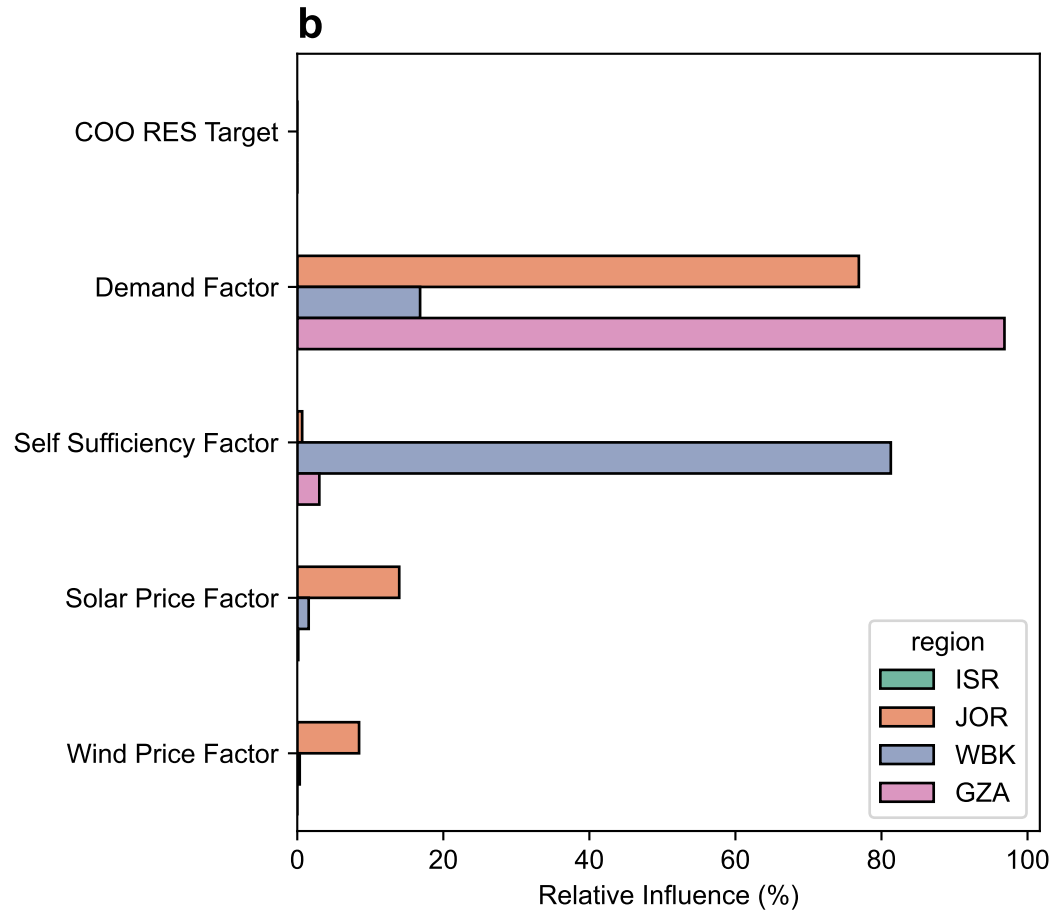 b
COO RES Target
Demand Factor
Self Sufficiency Factor
Solar Price Factor
Wind Price Factor
region
ISR
JOR
WBK
GZA
0 20 40 60 80 100
Relative Influence (%)